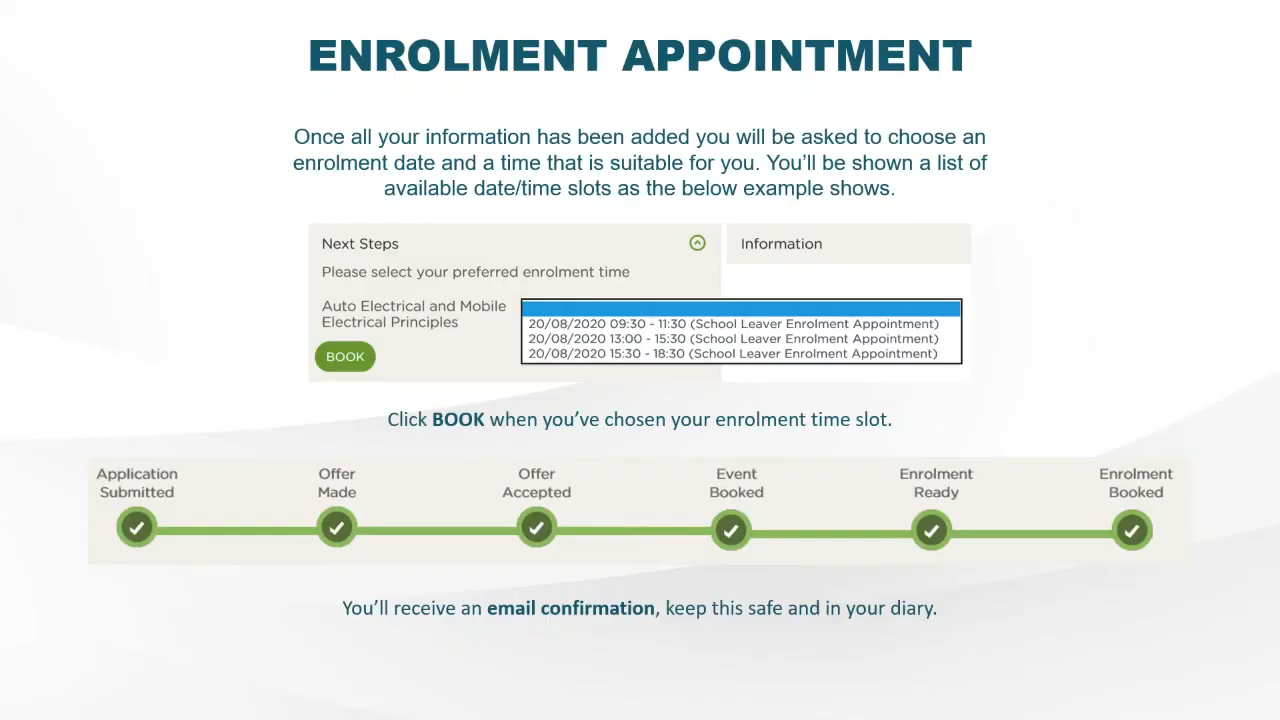 ENROLMENT APPOINTMENT
Once all your information has been added you will be asked to choose an
enrolment date and a time that is suitable for you. You’ll be shown a list of
available date/time slots as the below example shows.
Next Steps
Information
Please select your preferred enrolment time
Auto Electrical and Mobile
Electrical Principles
20/08/2020 09:30 - 11:30 (School Leaver Enrolment Appointment)
20/08/2020 13:00 - 15:30 (School Leaver Enrolment Appointment)
20/08/2020 15:30 - 18:30 (School Leaver Enrolment Appointment)
BOOK
Click BOOK when you’ve chosen your enrolment time slot.
Application
Submitted
Offer
Made
Offer
Accepted
Event
Booked
Enrolment
Ready
Enrolment
Booked
You’ll receive an email confirmation, keep this safe and in your diary.